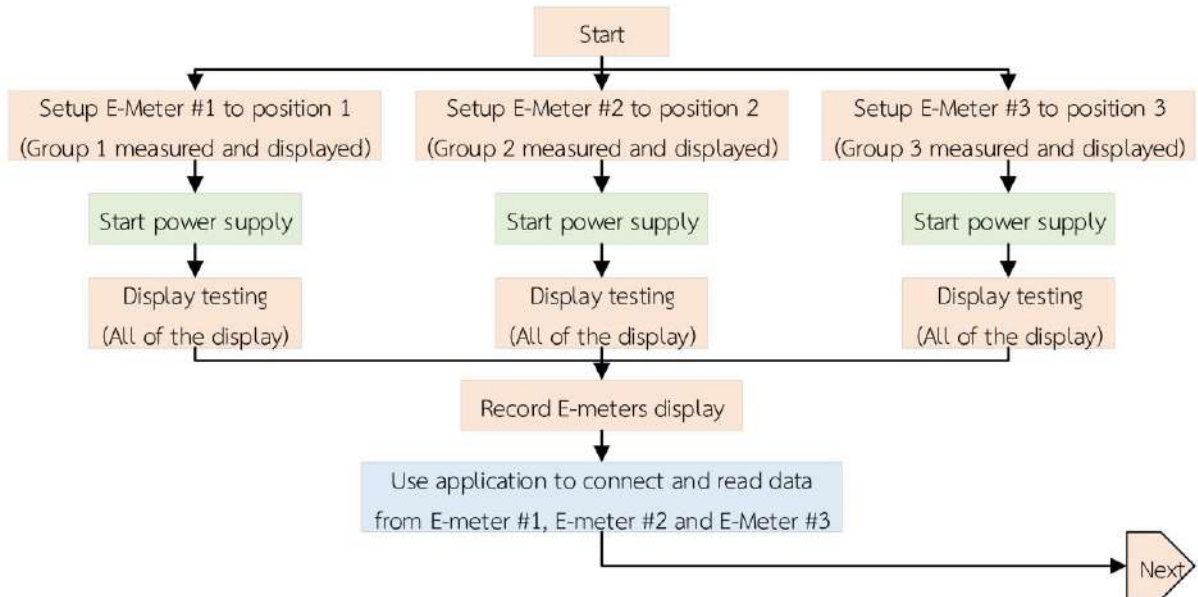 Start
Setup E-Meter #1 to position 1
(Group 1 measured and displayed)
Setup E-Meter #2 to position 2
(Group 2 measured and displayed)
Setup E-Meter #3 to position 3
(Group 3 measured and displayed)
Start power supply
Start power supply
Start power supply
Display testing
(All of the display)
Display testing
(All of the display)
Display testing
(All of the display)
Record E-meters display
Use application to connect and read data
from E-meter #1, E-meter #2 and E-Meter #3
Next